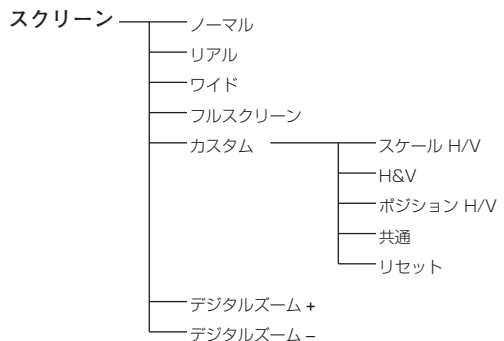 スクリーン
ノーマル
リアル
ワイド
フルスクリーン
カスタム
スケール H/V
H&V
ポジション H/V
共通
リセット
デジタルズーム +
デジタルズーム –